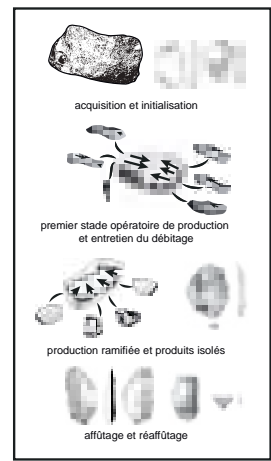 acquisition et initialisation
premier stade opératoire de production
et entretien du débitage
production ramifiée et produits isolés
affûtage et réaffûtage